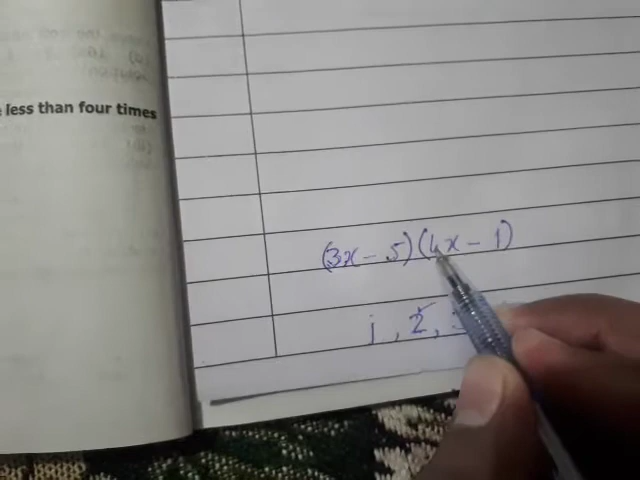 less than four times
(3x - 5)(4x - 1)
1, 2,